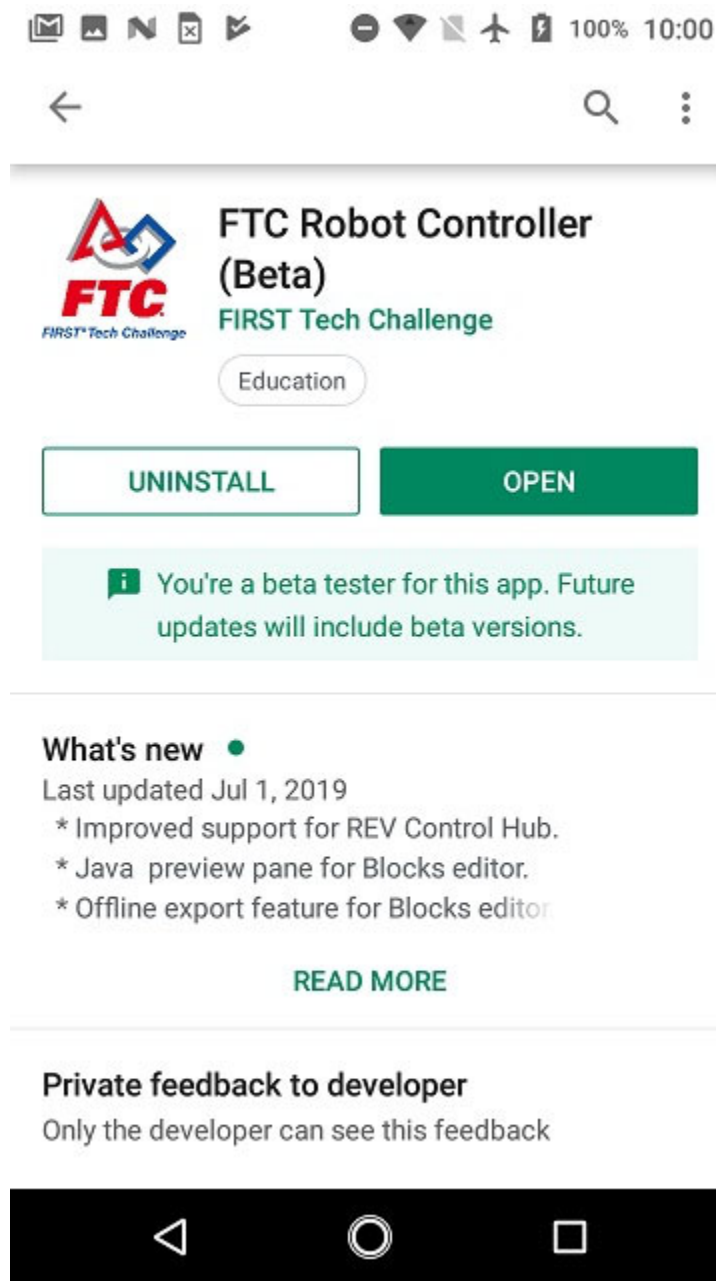 100% 10:00
FTC Robot Controller
(Beta)
FTC
FIRST® Tech Challenge
FIRST Tech Challenge
Education
UNINSTALL
OPEN
You're a beta tester for this app. Future
updates will include beta versions.
What's new
Last updated Jul 1, 2019
* Improved support for REV Control Hub.
* Java preview pane for Blocks editor.
* Offline export feature for Blocks editor
READ MORE
Private feedback to developer
Only the developer can see this feedback